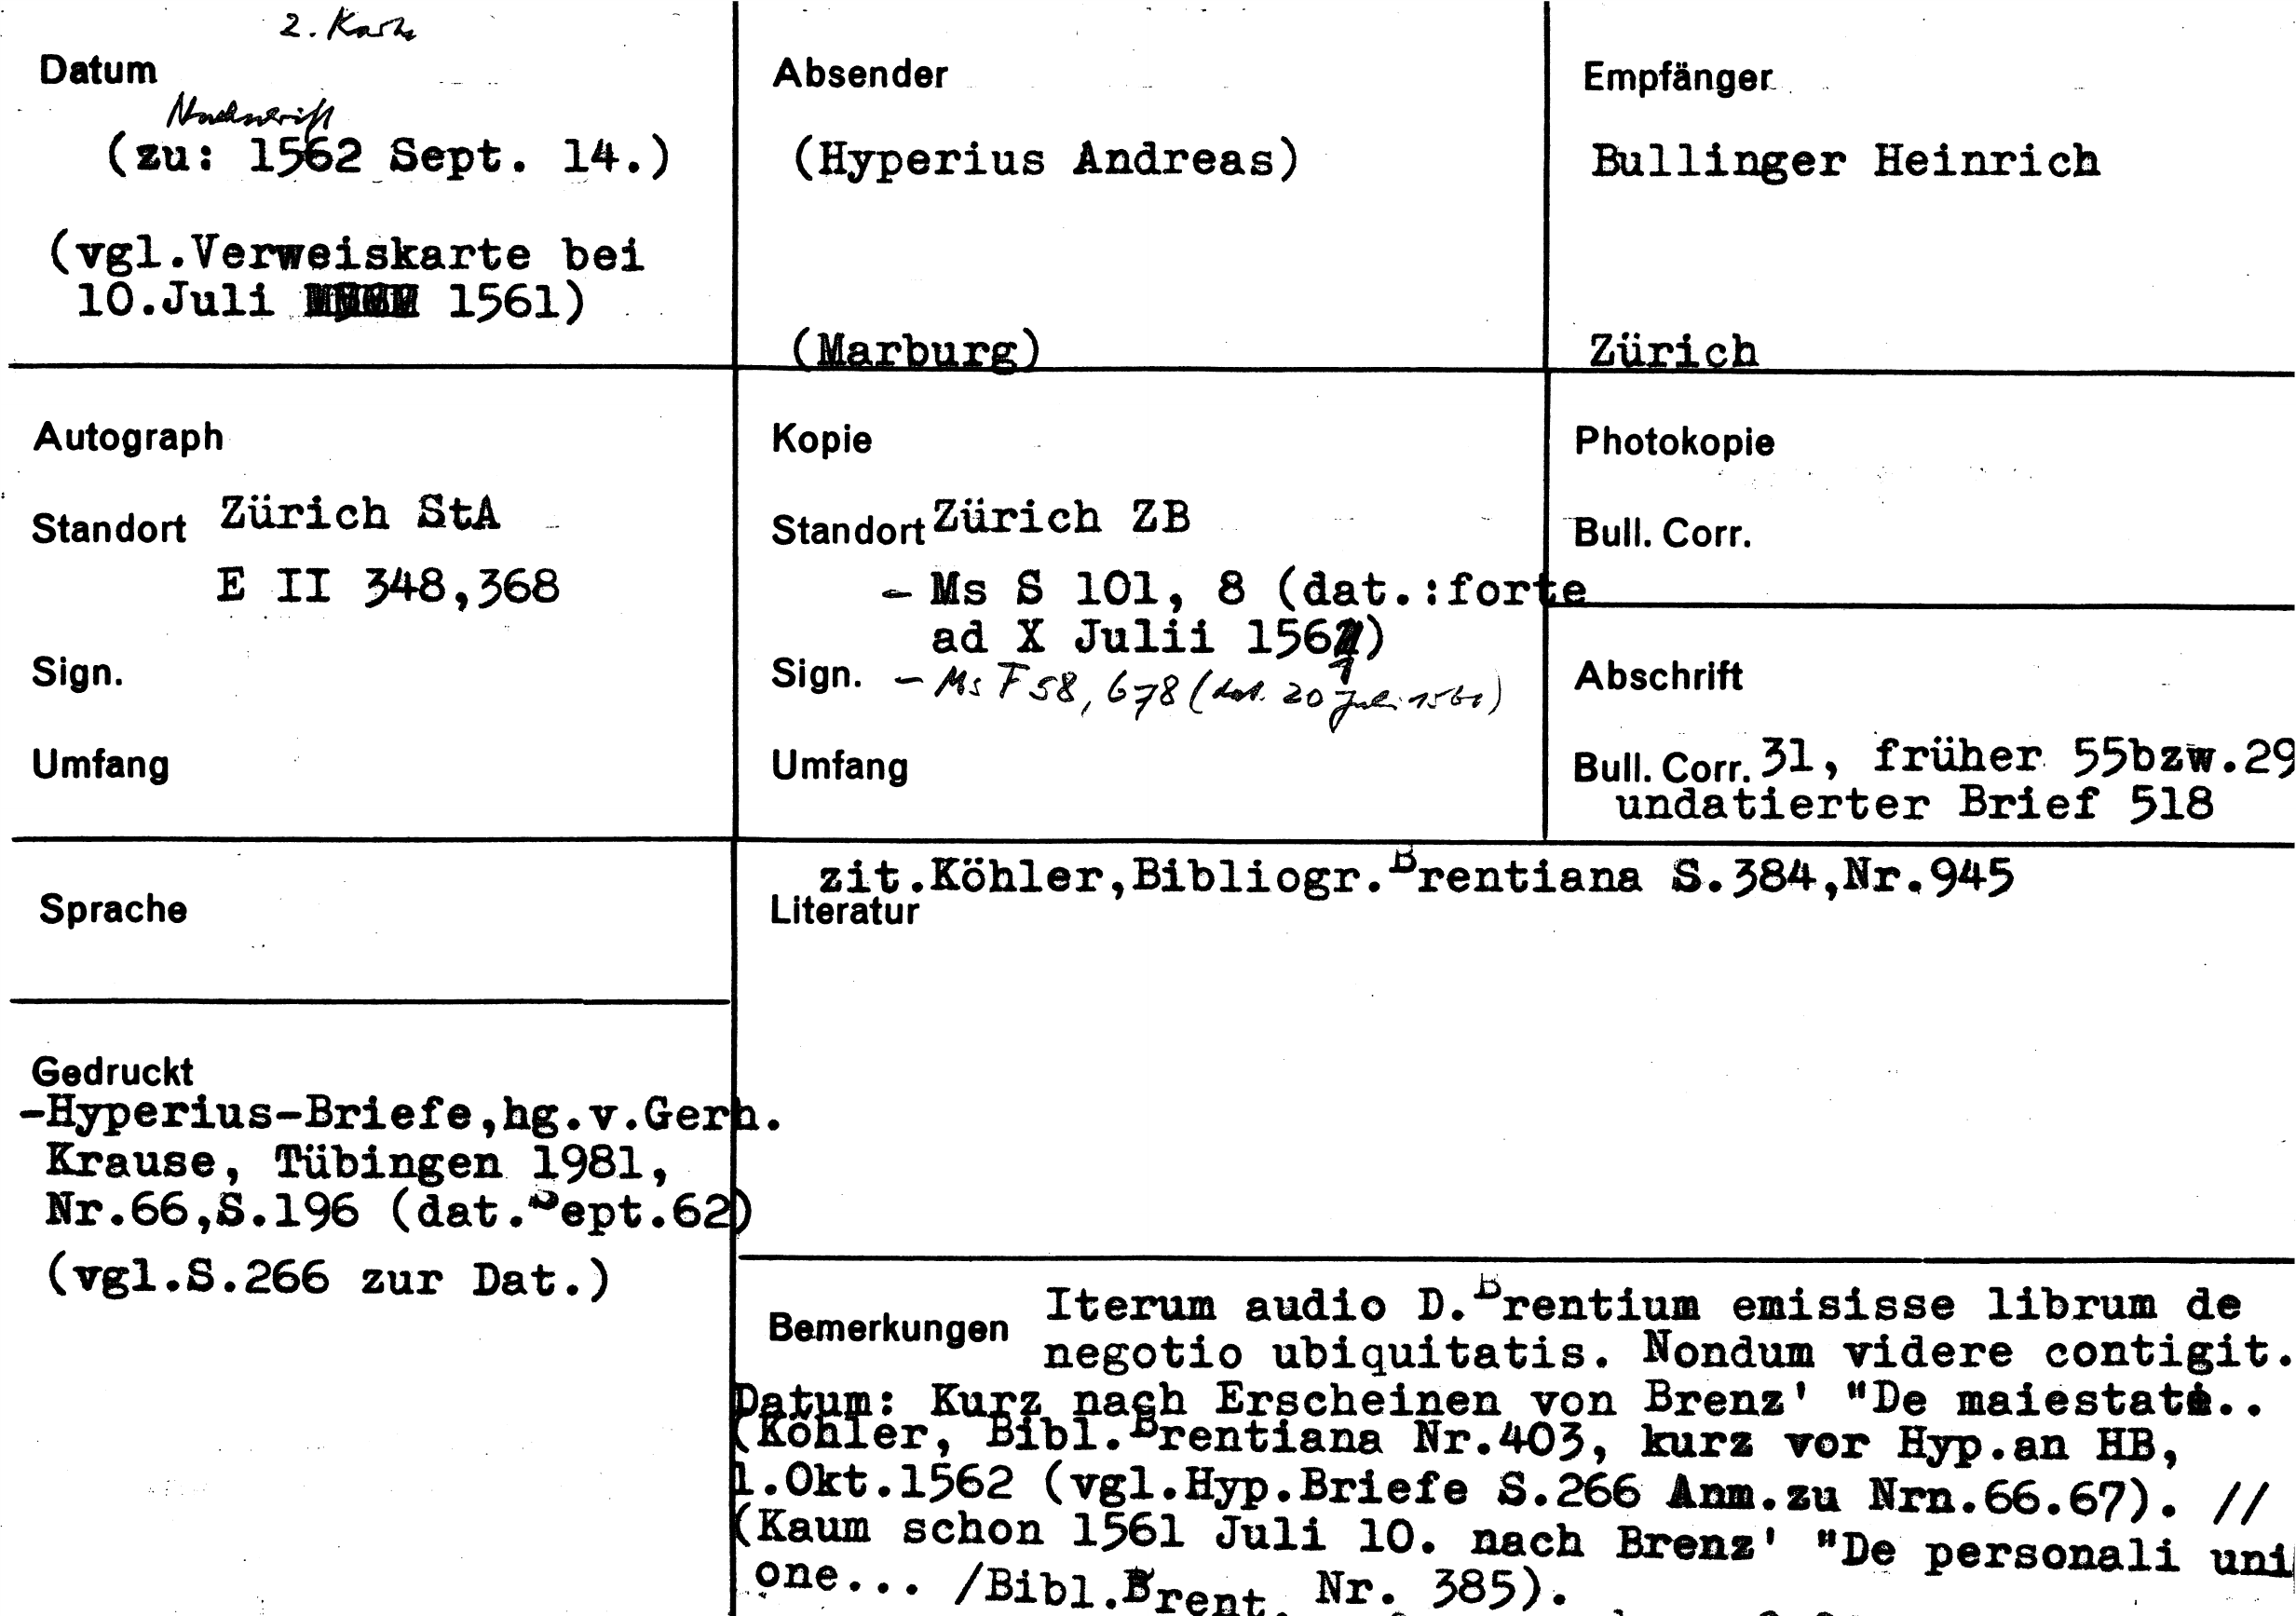 2. Karte
Datum
Nachschrift
(zu: 1562 Sept. 14.)
(vgl.Verweiskarte bei
10.Juli 1561)
Absender
(Hyperius Andreas)
(Marburg)
Empfänger
Bullinger Heinrich
Zürich
Autograph
Standort Zürich StA
E II 348,368
Sign.
Umfang
Kopie
Standort Zürich ZB
- Ms S 101, 8 (dat.:forte
ad X Julii 1561)
Sign. - Ms F 58, 678 (dat. 20 Juli 1561)
Umfang
Photokopie
Bull. Corr.
Abschrift
Bull. Corr. 31, früher 55bzw.29
undatierter Brief 518
Sprache
zit.Köhler,Bibliogr.Brentiana S.384,Nr.945
Literatur
Gedruckt
-Hyperius-Briefe,hg.v.Gerh.
Krause, Tübingen 1981,
Nr.66,S.196 (dat.Sept.62)
(vgl.S.266 zur Dat.)
Bemerkungen Iterum audio D.Brentium emisisse librum de
negotio ubiquitatis. Nondum videre contigit.
Datum: Kurz nach Erscheinen von Brenz' "De maiestate..
(Köhler, Bibl.Brentiana Nr.403, kurz vor Hyp.an HB,
1.Okt.1562 (vgl.Hyp.Briefe S.266 Anm.zu Nrn.66.67). //
(Kaum schon 1561 Juli 10. nach Brenz' "De personali uni
one... /Bibl.Brent. Nr. 385).